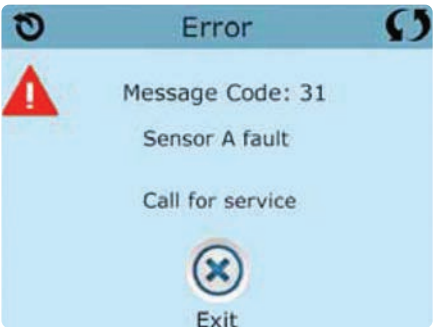 Error
Message Code: 31
Sensor A fault
Call for service
Exit